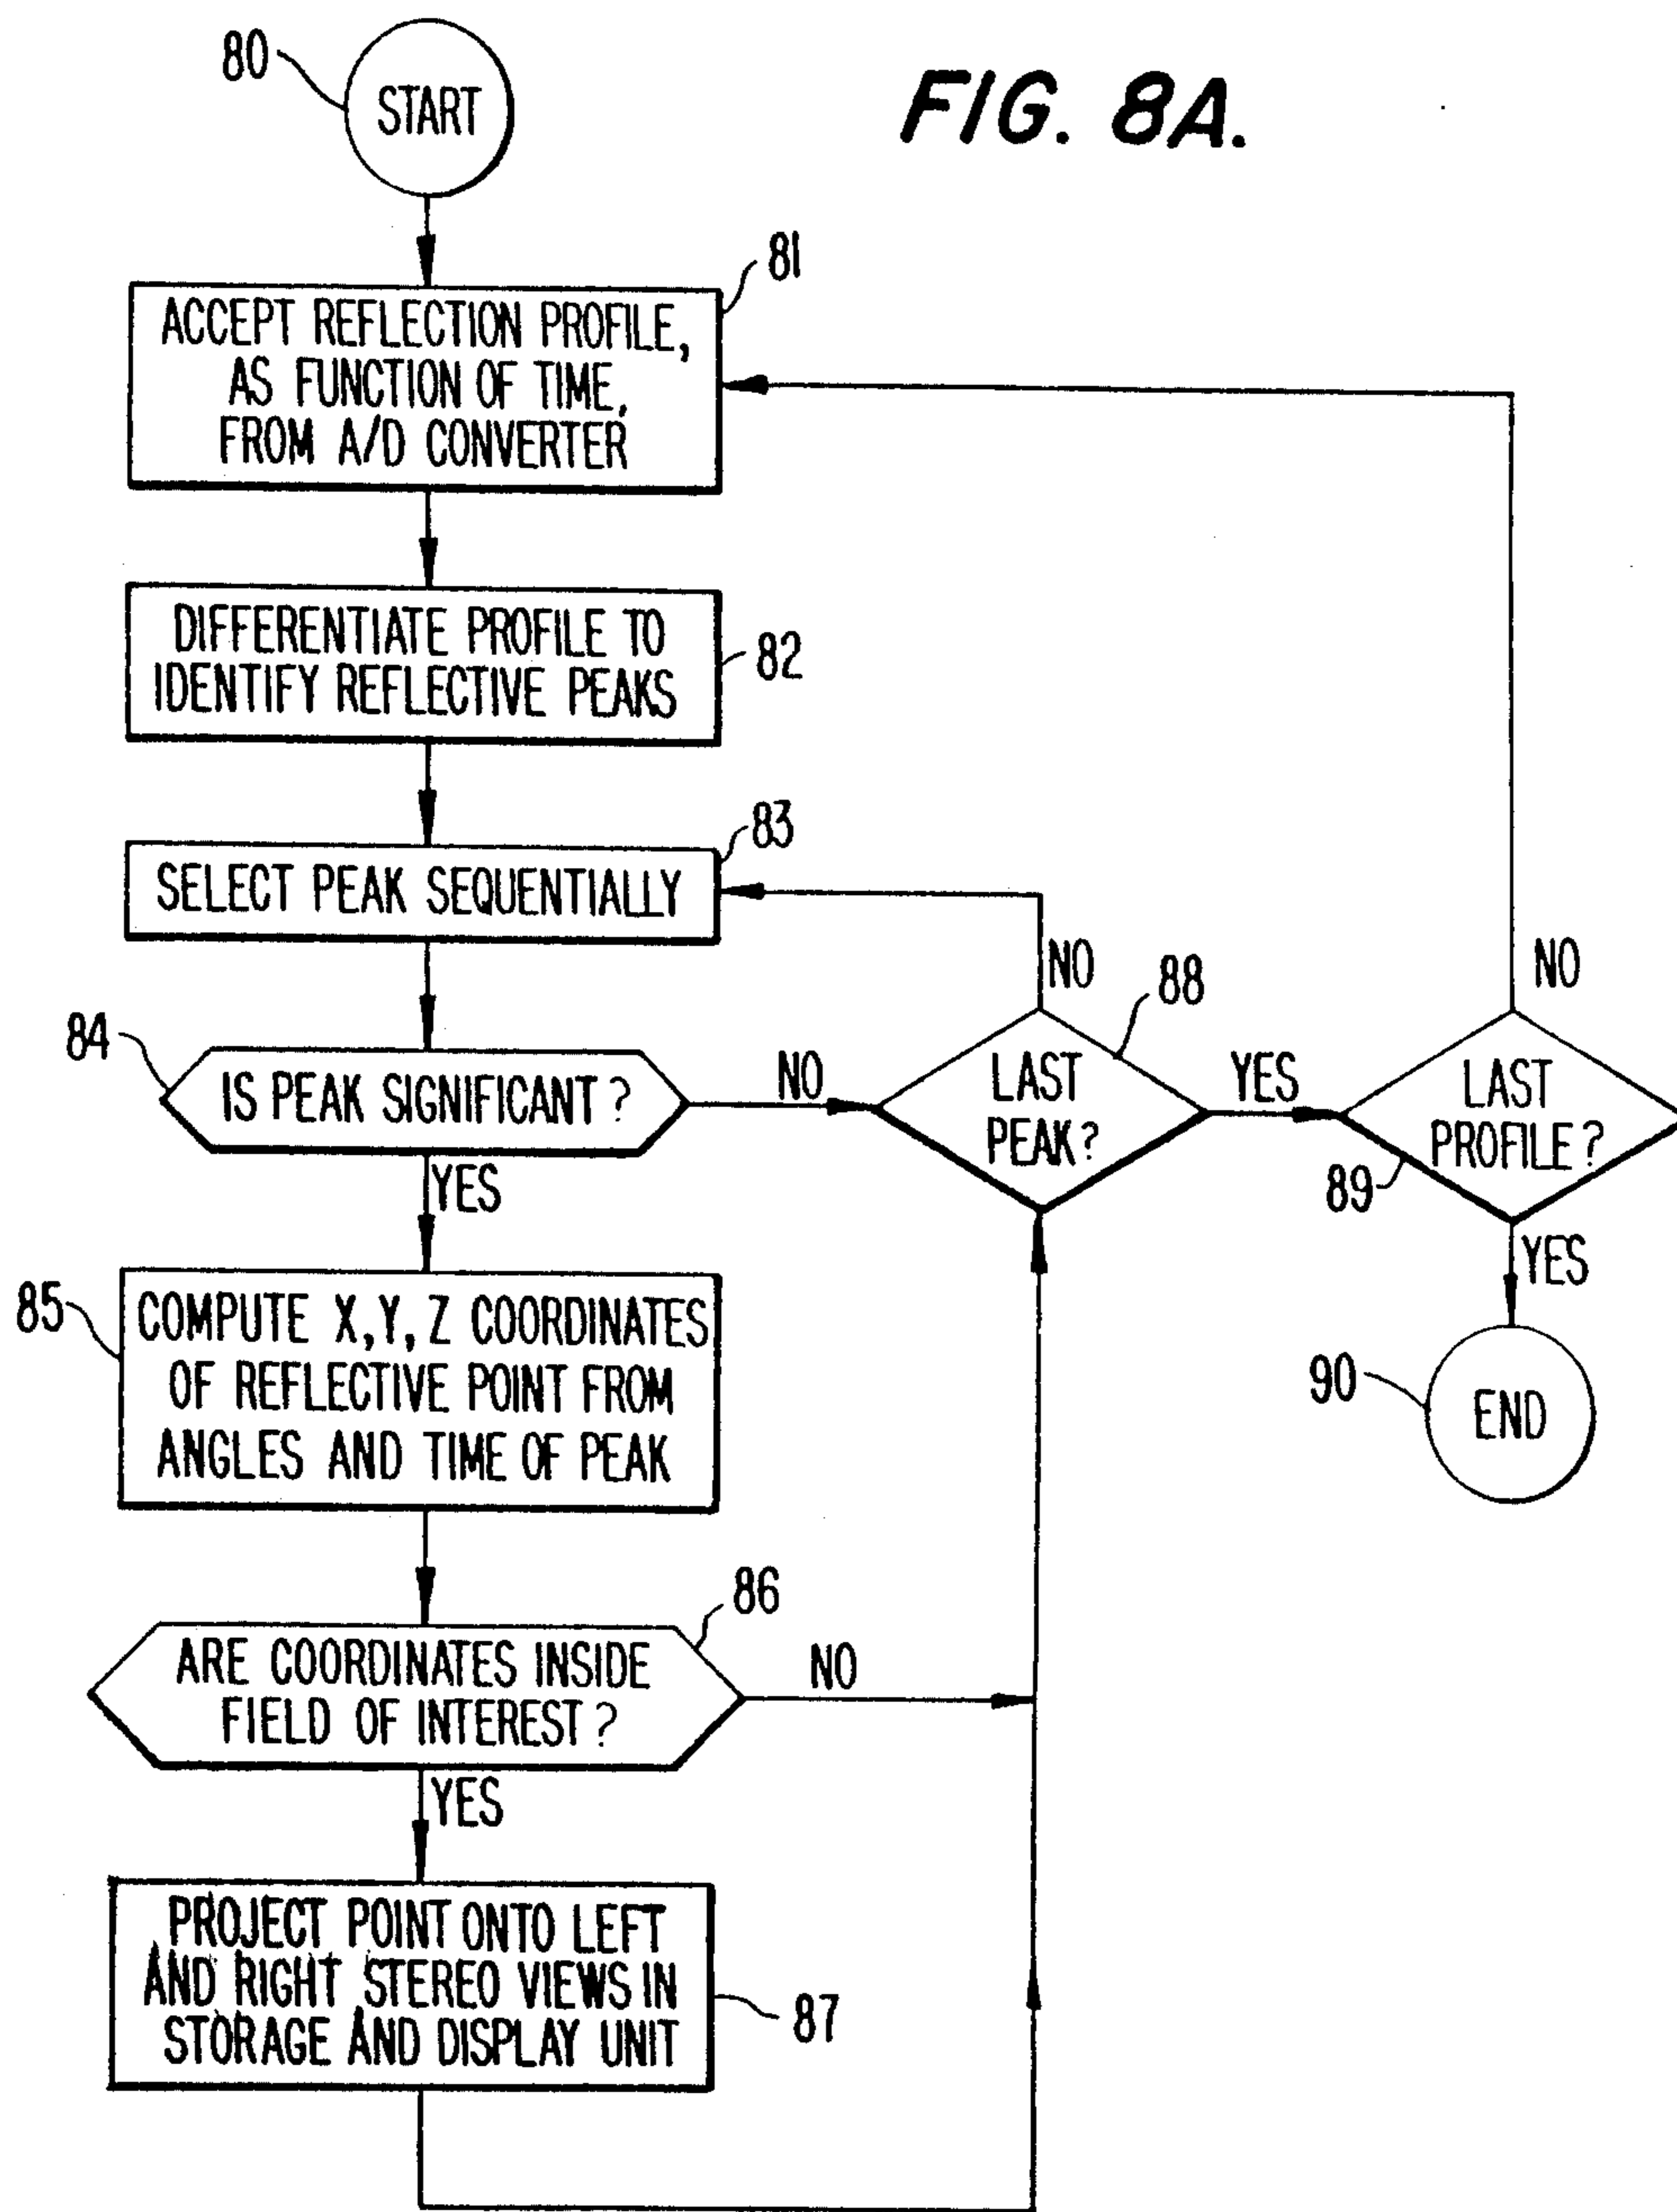 FIG. 8A.
80
START
81
ACCEPT REFLECTION PROFILE,
AS FUNCTION OF TIME,
FROM A/D CONVERTER
DIFFERENTIATE PROFILE TO
IDENTIFY REFLECTIVE PEAKS
82
83
SELECT PEAK SEQUENTIALLY
84
IS PEAK SIGNIFICANT?
NO
YES
NO
88
LAST
PEAK?
YES
NO
LAST
PROFILE?
89
YES
90
END
85
COMPUTE X,Y,Z COORDINATES
OF REFLECTIVE POINT FROM
ANGLES AND TIME OF PEAK
86
ARE COORDINATES INSIDE
FIELD OF INTEREST?
NO
YES
PROJECT POINT ONTO LEFT
AND RIGHT STEREO VIEWS IN
STORAGE AND DISPLAY UNIT
87